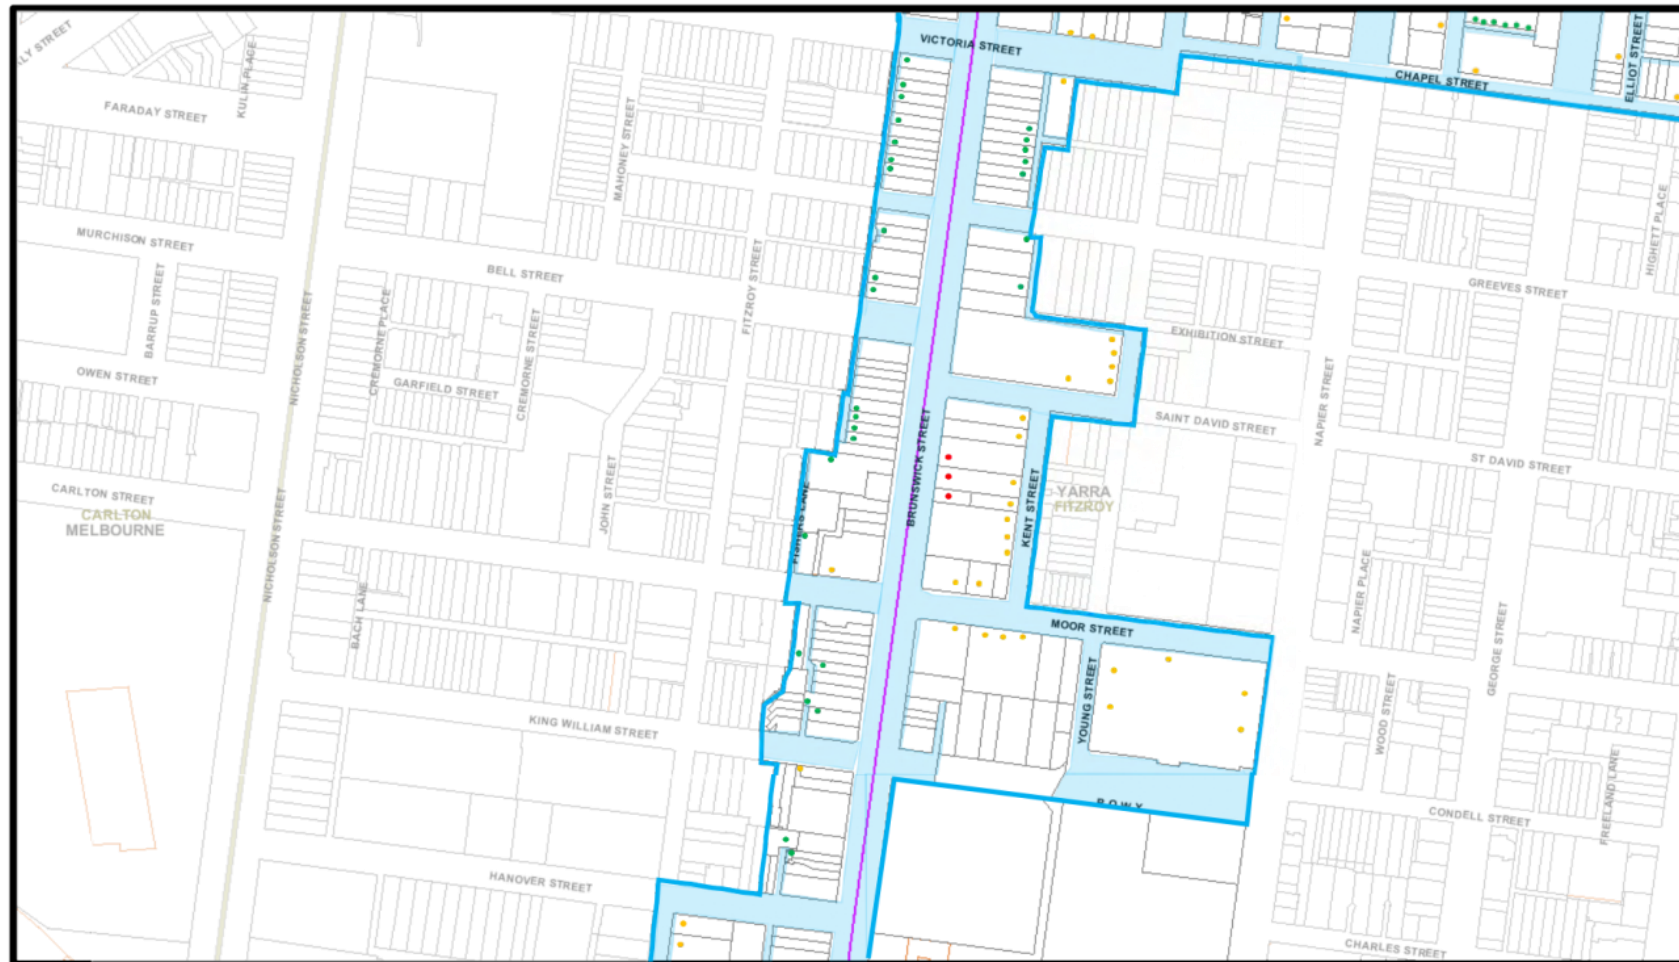 VICTORIA STREET
CHAPEL STREET
ELLIOT STREET
KULIN PLACE
FARADAY STREET
MAHONEY STREET
HIGHETT PLACE
MURCHISON STREET
BELL STREET
FITZROY STREET
GREEVES STREET
BARRUP STREET
NICHOLSON STREET
CREMORNE PLACE
CREMORNE STREET
EXHIBITION STREET
OWEN STREET
GARFIELD STREET
NAPIER STREET
SAINT DAVID STREET
BRUNSWICK STREET
ST DAVID STREET
CARLTON STREET
CARLTON
MELBOURNE
JOHN STREET
KENT STREET
YARRA
FITZROY
NICHOLSON STREET
BACH LANE
NAPIER PLACE
GEORGE STREET
MOOR STREET
YOUNG STREET
WOOD STREET
KING WILLIAM STREET
FREELAND LANE
R.O.W Y
CONDELL STREET
HANOVER STREET
CHARLES STREET